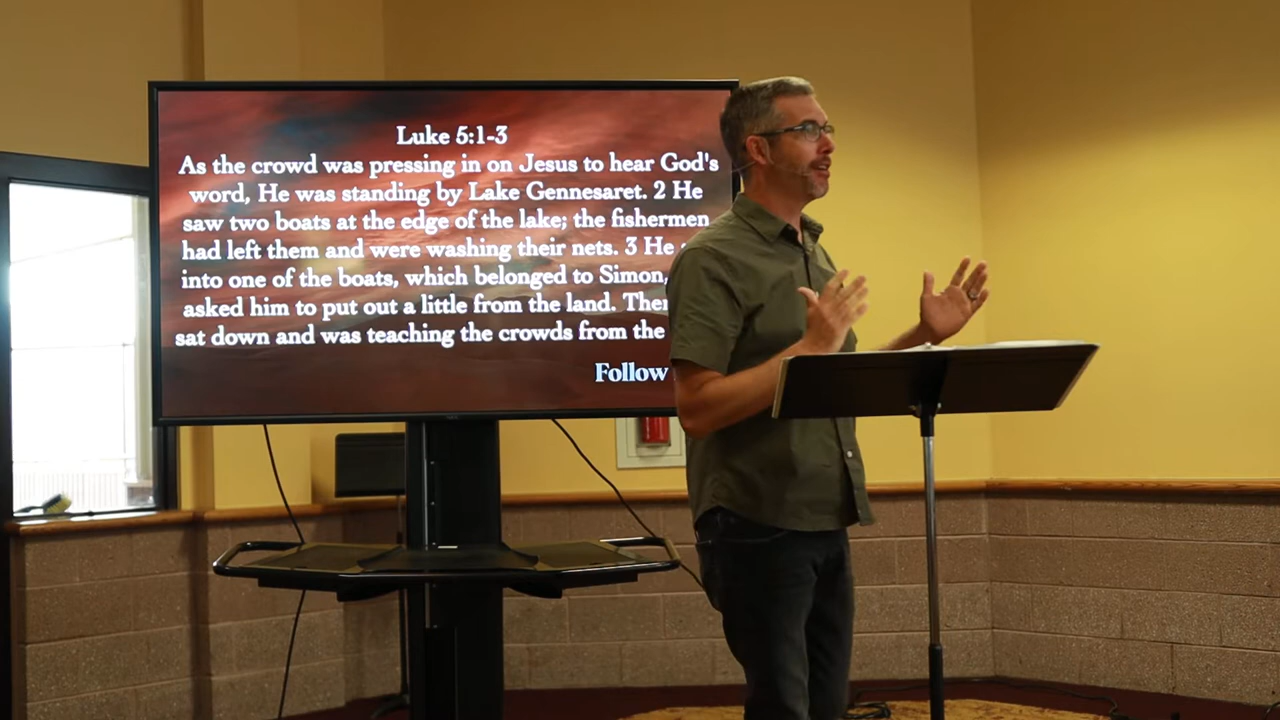 Luke 5:1-3
As the crowd was pressing in on Jesus to hear God's
word, He was standing by Lake Gennesaret. 2 He
saw two boats at the edge of the lake; the fishermen
had left them and were washing their nets. 3 He
into one of the boats, which belonged to Simon,
asked him to put out a little from the land. Then
sat down and was teaching the crowds from the
Follow